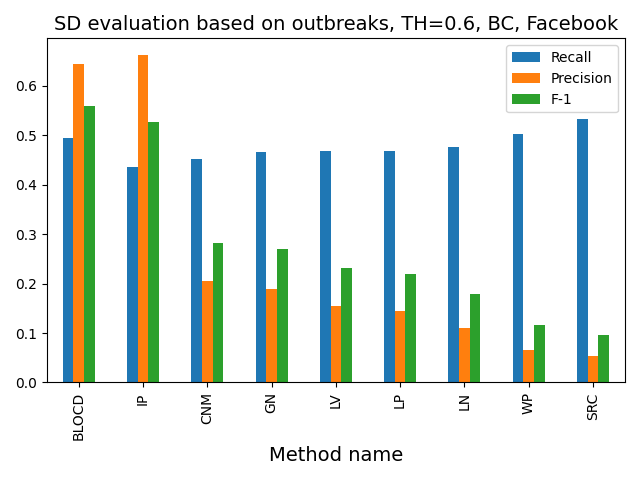 SD evaluation based on outbreaks, TH=0.6, BC, Facebook
Recall
Precision
F-1
0.6
0.5
0.4
0.3
0.2
0.1
0.0
BLOCD
IP
CNM
GN
LV
LP
LN
WP
SRC
Method name